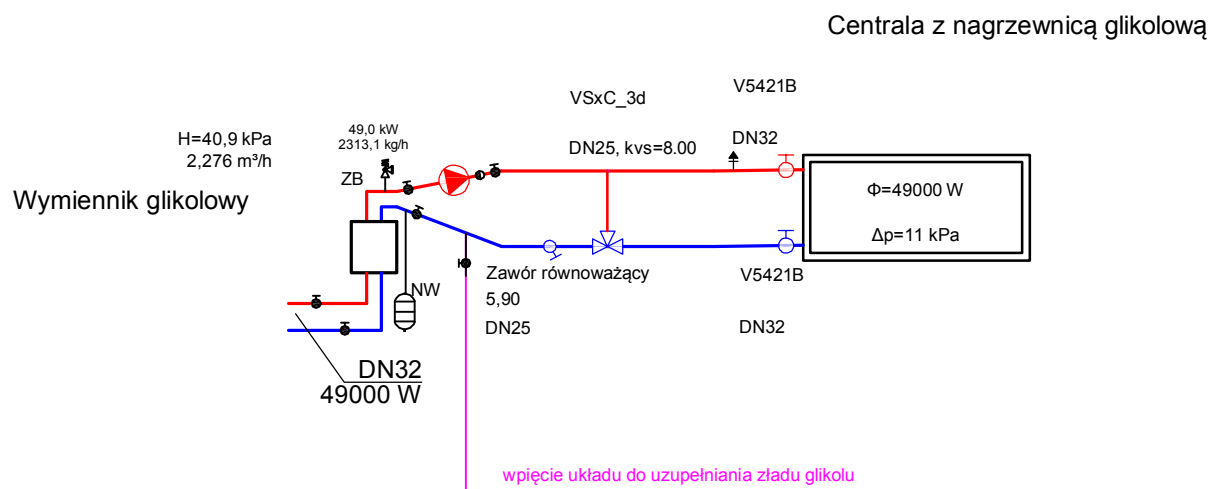 Centrala z nagrzewnicą glikolową
V5421B
VSxC_3d
49,0 kW
2313,1 kg/h
H=40,9 kPa
2,276 m³/h
DN25, kvs=8.00
DN32
ZB
Wymiennik glikolowy
Φ=49000 W
Δp=11 kPa
Zawór równoważący
5,90
DN25
V5421B
DN32
NW
DN32
49000 W
wpięcie układu do uzupełniania zładu glikolu